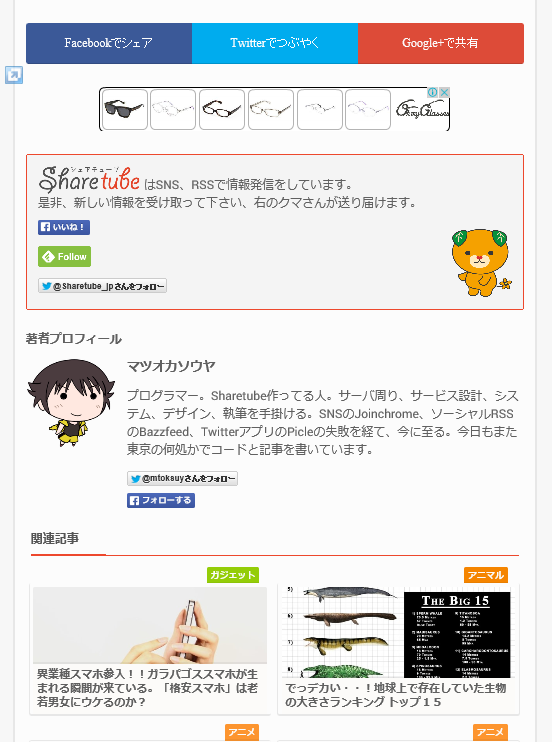 Facebookでシェア
Twitterでつぶやく
Google+で共有
シェアチューブ
Sharetube はSNS、RSSで情報発信をしています。
是非、新しい情報を受け取って下さい、右のクマさんが送り届けます。
いいね！
Follow
@Sharetube_jpさんをフォロー
著者プロフィール
マツオカソウヤ
プログラマー。Sharetube作ってる人。サーバ周り、サービス設計、シス
テム、デザイン、執筆を手掛ける。SNSのJoinchrome、ソーシャルRSS
のBazzfeed、TwitterアプリのPicleの失敗を経て、今に至る。今日もまた
東京の何処かでコードと記事を書いています。
@mtoksuyさんをフォロー
フォローする
関連記事
ガジェット
異業種スマホ参入！！ガラパゴススマホが生
まれる瞬間が来ている。「格安スマホ」は老
若男女にウケるのか？
アニマル
5)
6)
7)
8)
THE BIG 15
でっデカい・・！地球上で存在していた生物
の大きさランキング トップ１５
アニメ
アニメ